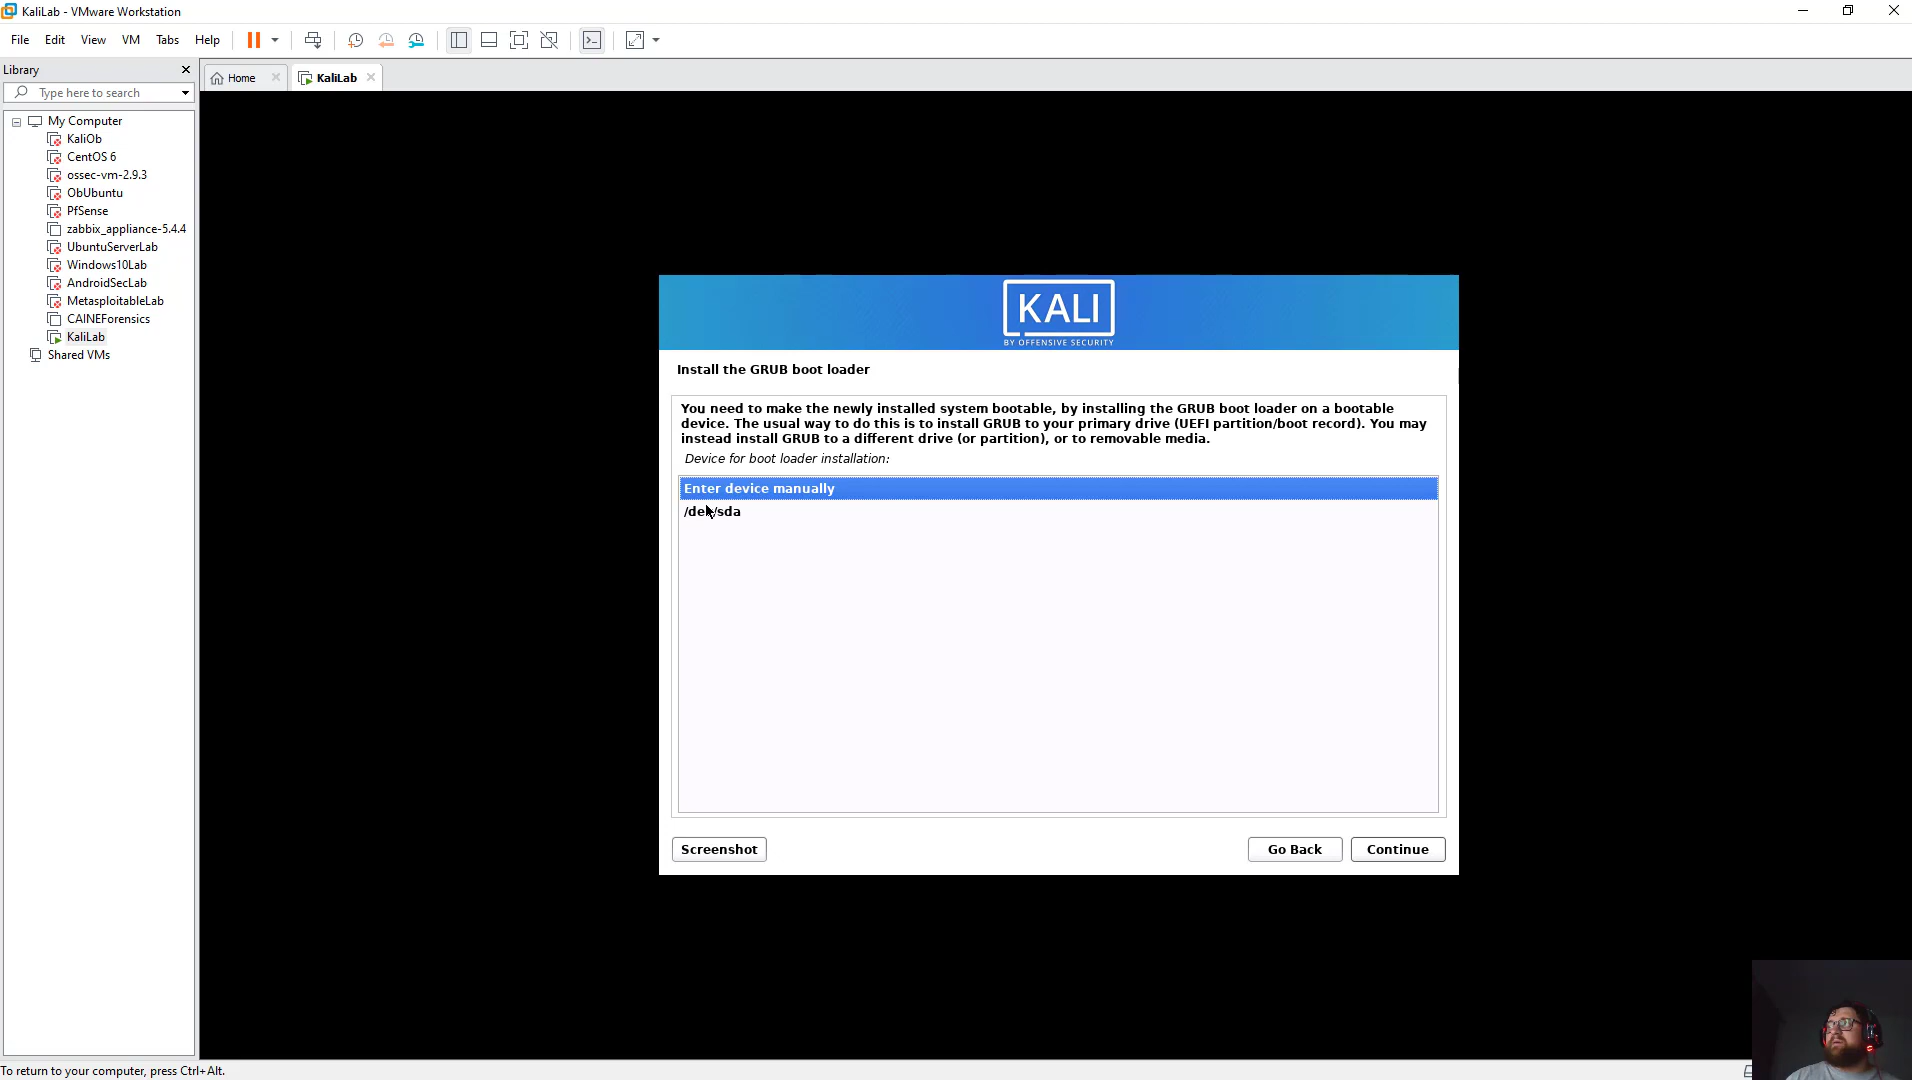 KaliLab - VMware Workstation
File Edit View VM Tabs Help
Library
Type here to search
Home
KaliLab
My Computer
KaliOb
CentOS 6
ossec-vm-2.9.3
ObUbuntu
PfSense
zabbix_appliance-5.4.4
UbuntuServerLab
Windows10Lab
AndroidSecLab
MetasploitableLab
CAINEForensics
KaliLab
Shared VMs
KALI
BY OFFENSIVE SECURITY
Install the GRUB boot loader
You need to make the newly installed system bootable, by installing the GRUB boot loader on a bootable
device. The usual way to do this is to install GRUB to your primary drive (UEFI partition/boot record). You may
instead install GRUB to a different drive (or partition), or to removable media.
Device for boot loader installation:
Enter device manually
/dev/sda
Screenshot
Go Back
Continue
To return to your computer, press Ctrl+Alt.